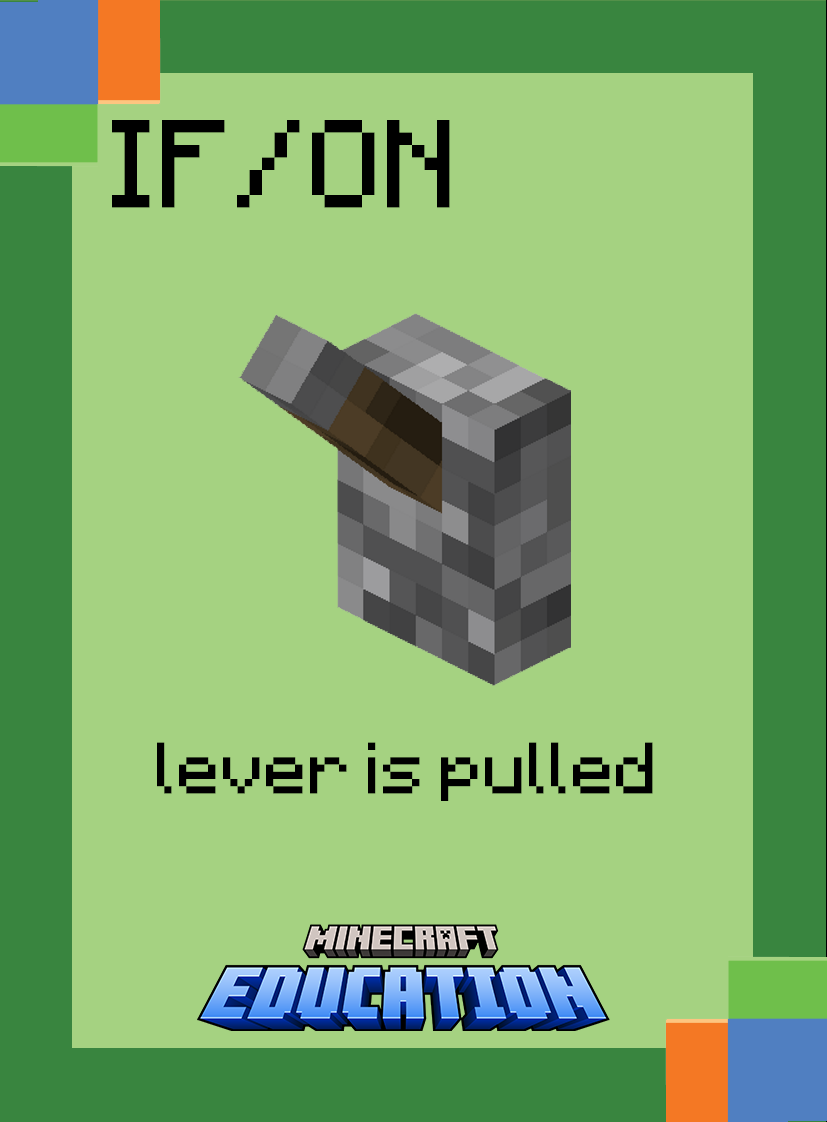 IF/ON
lever is pulled
MINECRAFT
EDUCATION